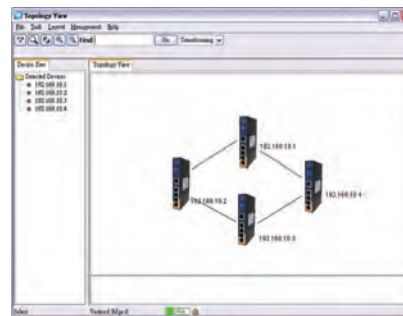 Topology View
File Tools Layout Management Help
Find Go Transforming
Device Tree
Topology View
Detected Devices
192.168.10.1
192.168.10.2
192.168.10.3
192.168.10.4
192.168.10.1
192.168.10.2
192.168.10.4
192.168.10.3
Select